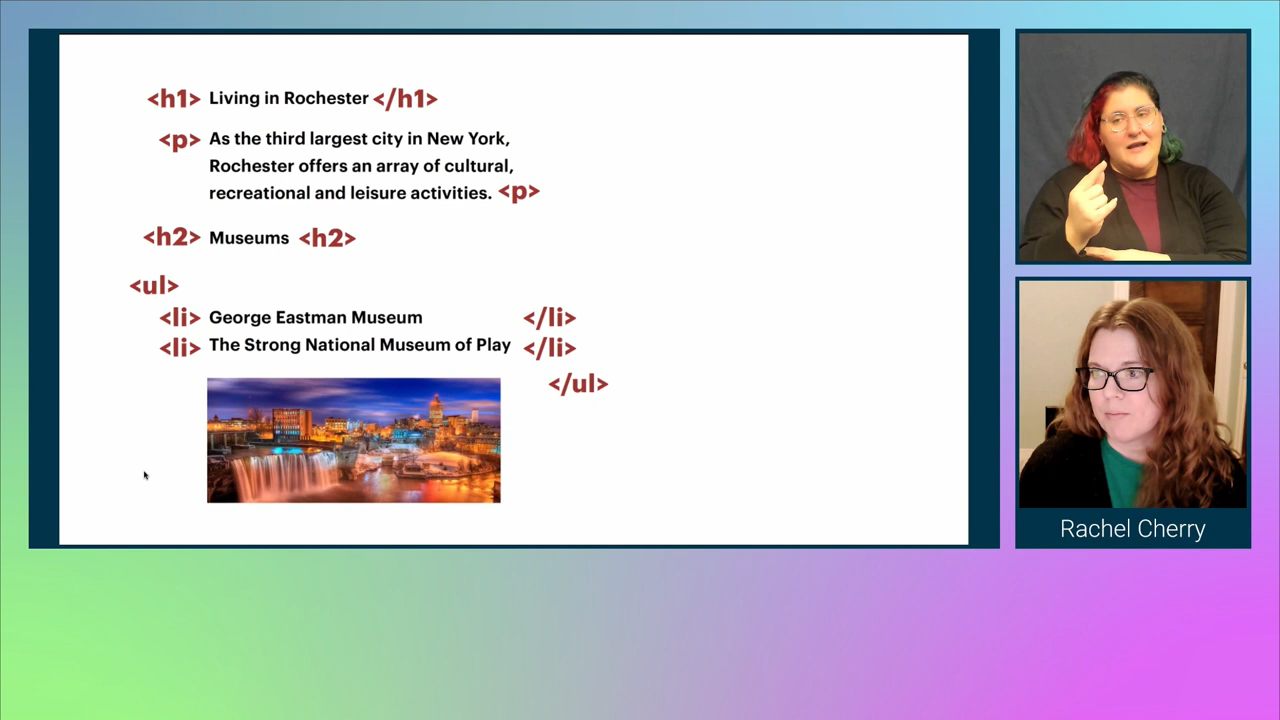 <h1> Living in Rochester </h1>
<p> As the third largest city in New York,
Rochester offers an array of cultural,
recreational and leisure activities. <p>
<h2> Museums <h2>
<ul>
<li> George Eastman Museum </li>
<li> The Strong National Museum of Play </li>
</ul>
Rachel Cherry